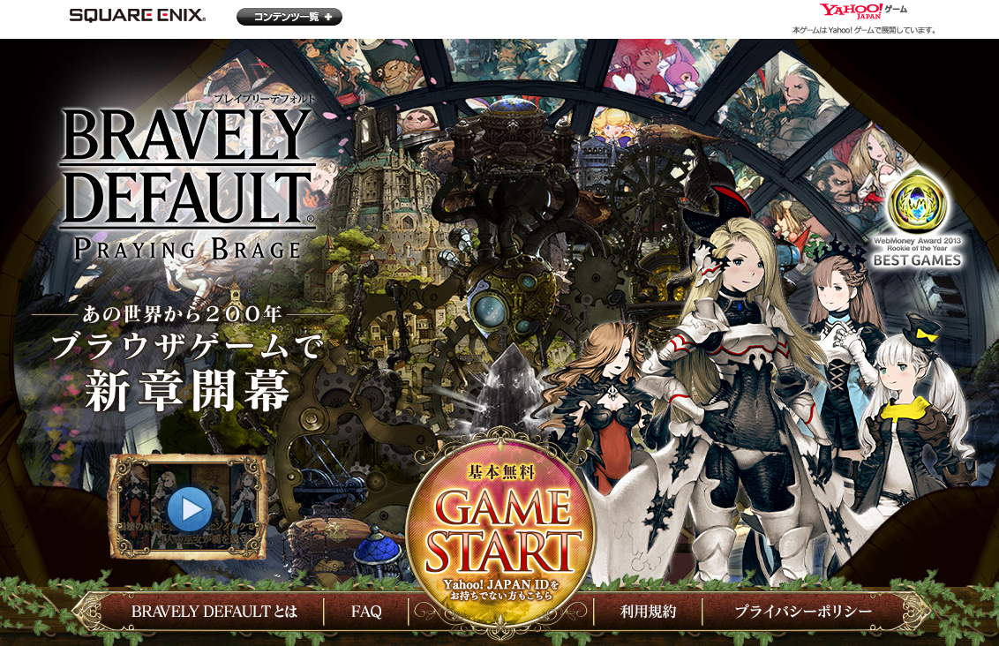 SQUARE ENIX®
コンテンツ一覧 +
YAHOO! JAPAN ゲーム
本ゲームは Yahoo! ゲームで展開しています。
ブレイブリーデフォルト
BRAVELY
DEFAULT®
PRAYING BRAGE
WM
WebMoney Award 2013
Rookie of the Year
BEST GAMES
あの世界から200年
ブラウザゲームで
新章開幕
基本無料
GAME
START
Yahoo! JAPAN IDを
お持ちでない方もこちら
BRAVELY DEFAULTとは
FAQ
利用規約
プライバシーポリシー